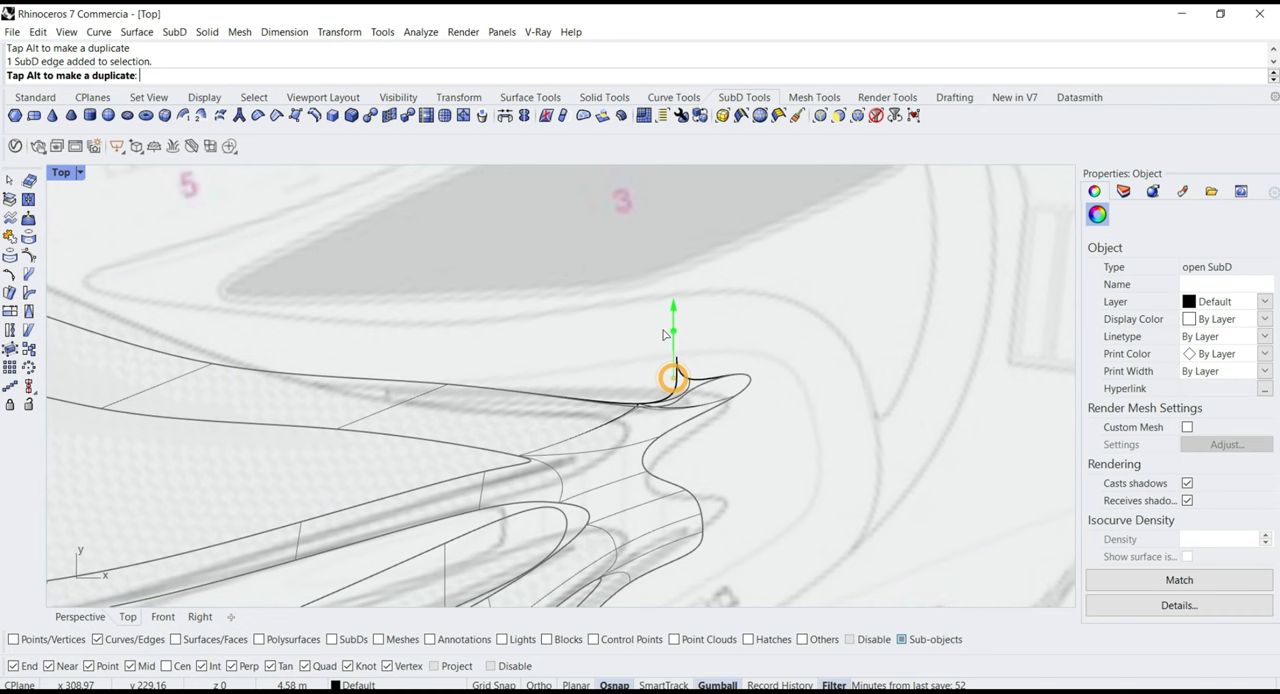 Rhinoceros 7 Commercia - [Top]
File Edit View Curve Surface SubD Solid Mesh Dimension Transform Tools Analyze Render Panels V-Ray Help
Tap Alt to make a duplicate
1 SubD edge added to selection.
Tap Alt to make a duplicate:
Standard CPlanes Set View Display Select Viewport Layout Visibility Transform Surface Tools Solid Tools Curve Tools SubD Tools Mesh Tools Render Tools Drafting New in V7 Datasmith
Top
Properties: Object
5
3
Object
Type open SubD
Name
Layer Default
Display Color By Layer
Linetype By Layer
Print Color By Layer
Print Width By Layer
Hyperlink ...
Render Mesh Settings
Custom Mesh
Settings Adjust...
Rendering
Casts shadows
Receives shado...
Isocurve Density
Density
Show surface is...
Match
Details...
y
x
Perspective Top Front Right
Points/Vertices Curves/Edges Surfaces/Faces Polysurfaces SubDs Meshes Annotations Lights Blocks Control Points Point Clouds Hatches Others Disable Sub-objects
End Near Point Mid Cen Int Perp Tan Quad Knot Vertex Project Disable
CPlane x 308.97 y 229.16 z 0 4.58 m Default Grid Snap Ortho Planar Osnap SmartTrack Gumball Record History Filter Minutes from last save: 52